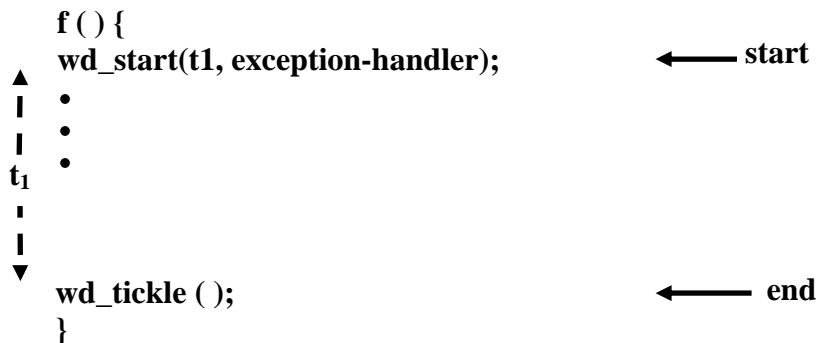 f ( ) {
wd_start(t1, exception-handler);
start
•
•
•
t₁
wd_tickle ( );
end
}